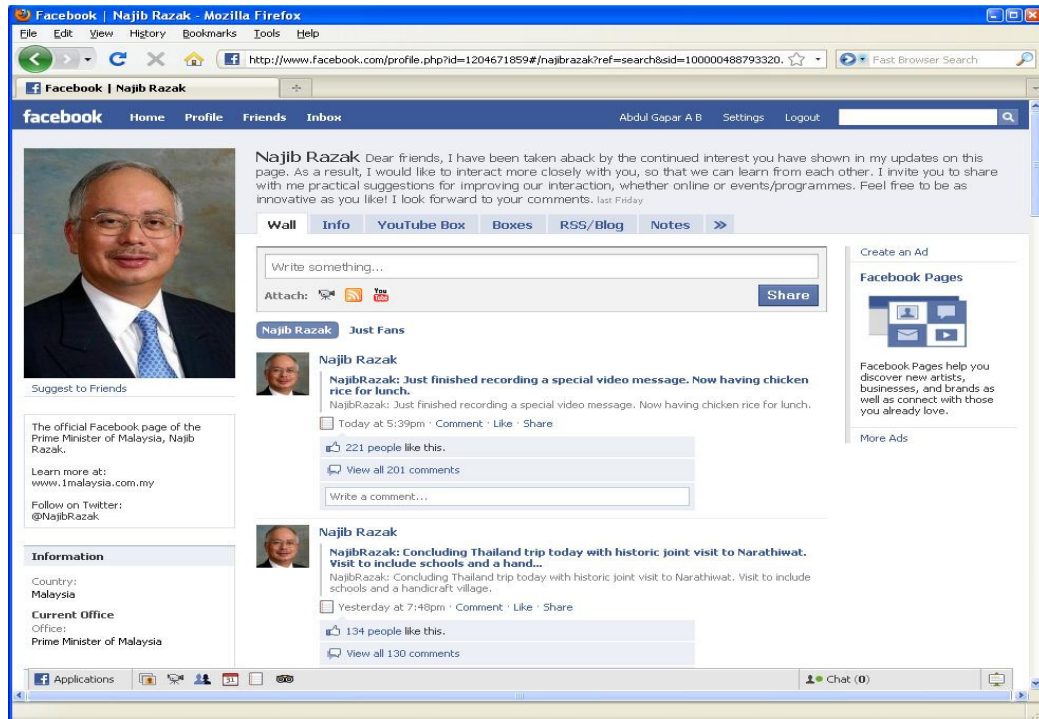 Facebook | Najib Razak - Mozilla Firefox
File Edit View History Bookmarks Tools Help
http://www.facebook.com/profile.php?id=1204671859#/najibrazak?ref=search&sid=100000488793320.
Fast Browser Search
Facebook | Najib Razak
facebook Home Profile Friends Inbox Abdul Gapar A B Settings Logout
Najib Razak Dear friends, I have been taken aback by the continued interest you have shown in my updates on this
page. As a result, I would like to interact more closely with you, so that we can learn from each other. I invite you to share
with me practical suggestions for improving our interaction, whether online or events/programmes. Feel free to be as
innovative as you like! I look forward to your comments. last Friday
Wall Info YouTube Box Boxes RSS/Blog Notes »
Write something...
Attach: You Tube Share
Najib Razak Just Fans
Najib Razak
NajibRazak: Just finished recording a special video message. Now having chicken
rice for lunch.
NajibRazak: Just finished recording a special video message. Now having chicken rice for lunch.
Today at 5:39pm · Comment · Like · Share
221 people like this.
View all 201 comments
Write a comment...
Najib Razak
NajibRazak: Concluding Thailand trip today with historic joint visit to Narathiwat.
Visit to include schools and a hand...
NajibRazak: Concluding Thailand trip today with historic joint visit to Narathiwat. Visit to include
schools and a handicraft village.
Yesterday at 7:48pm · Comment · Like · Share
134 people like this.
View all 130 comments
Suggest to Friends
The official Facebook page of the
Prime Minister of Malaysia, Najib
Razak.
Learn more at:
www.1malaysia.com.my
Follow on Twitter:
@NajibRazak
Information
Country:
Malaysia
Current Office
Office:
Prime Minister of Malaysia
Create an Ad
Facebook Pages
Facebook Pages help you
discover new artists,
businesses, and brands as
well as connect with those
you already love.
More Ads
Applications 31 Chat (0)